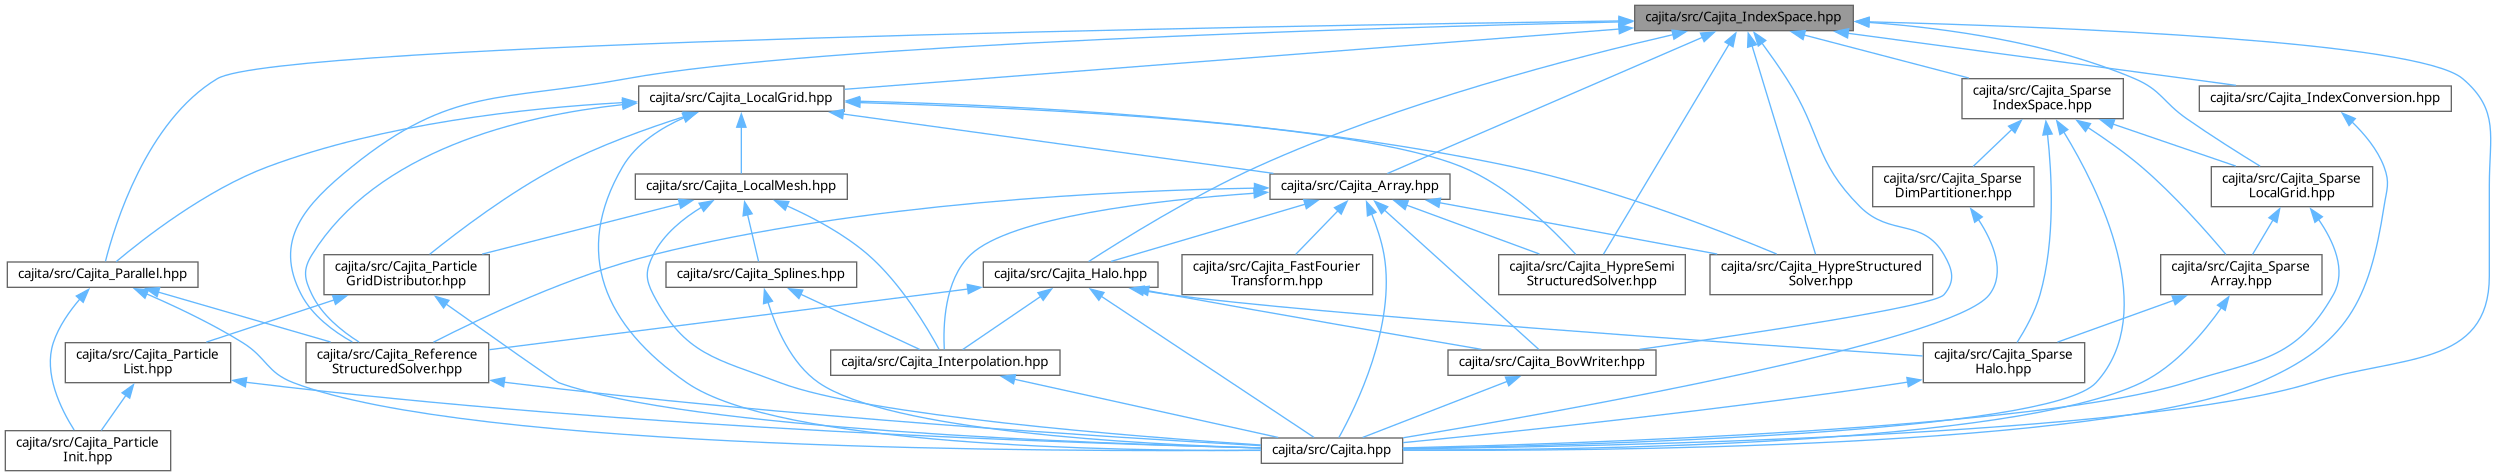 cajita/src/Cajita_IndexSpace.hpp
cajita/src/Cajita_LocalGrid.hpp
cajita/src/Cajita_Sparse
IndexSpace.hpp
cajita/src/Cajita_IndexConversion.hpp
cajita/src/Cajita_LocalMesh.hpp
cajita/src/Cajita_Array.hpp
cajita/src/Cajita_Sparse
DimPartitioner.hpp
cajita/src/Cajita_Sparse
LocalGrid.hpp
cajita/src/Cajita_Parallel.hpp
cajita/src/Cajita_Particle
GridDistributor.hpp
cajita/src/Cajita_Splines.hpp
cajita/src/Cajita_Halo.hpp
cajita/src/Cajita_FastFourier
Transform.hpp
cajita/src/Cajita_HypreSemi
StructuredSolver.hpp
cajita/src/Cajita_HypreStructured
Solver.hpp
cajita/src/Cajita_Sparse
Array.hpp
cajita/src/Cajita_Particle
List.hpp
cajita/src/Cajita_Reference
StructuredSolver.hpp
cajita/src/Cajita_Interpolation.hpp
cajita/src/Cajita_BovWriter.hpp
cajita/src/Cajita_Sparse
Halo.hpp
cajita/src/Cajita_Particle
Init.hpp
cajita/src/Cajita.hpp